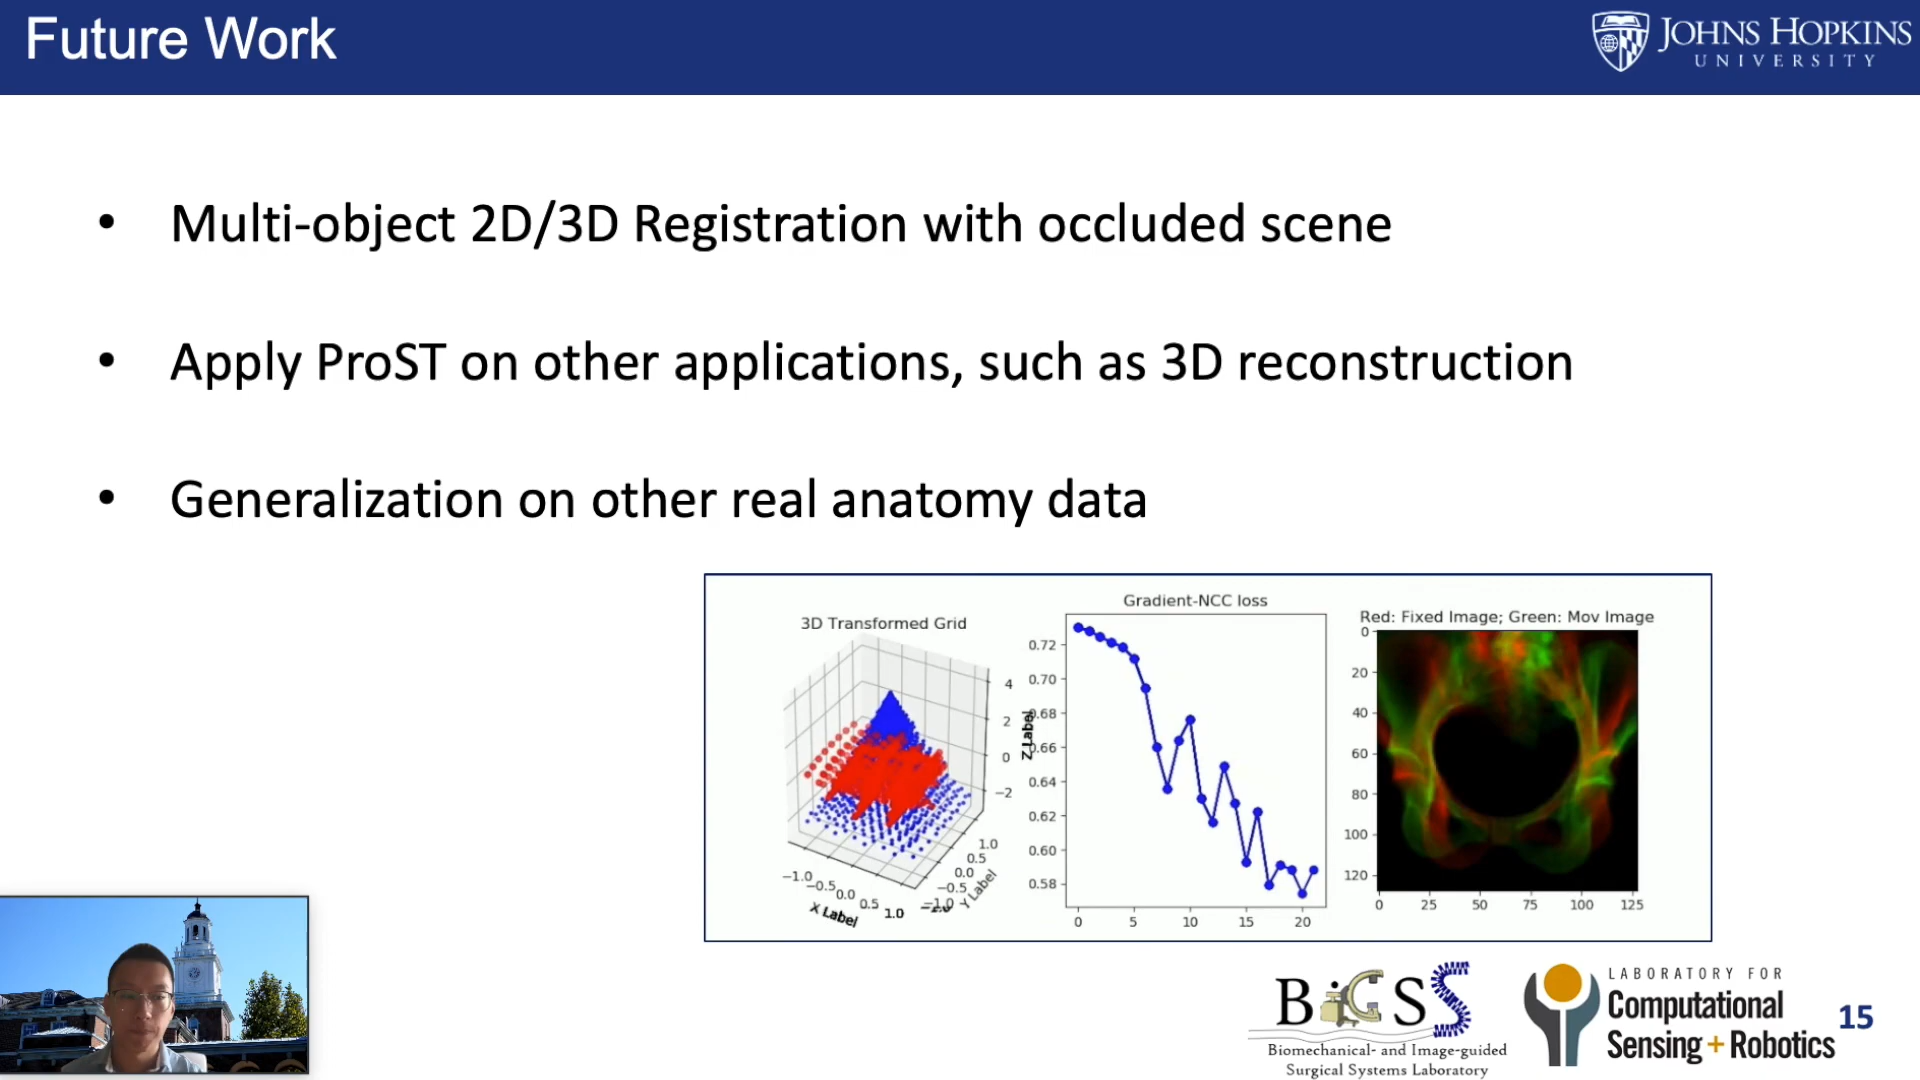 Future Work
JOHNS HOPKINS
UNIVERSITY
• Multi-object 2D/3D Registration with occluded scene
• Apply ProST on other applications, such as 3D reconstruction
• Generalization on other real anatomy data
3D Transformed Grid
4
2
0
−2
Z Label
1.0
0.5
0.0
−0.5
−1.0
Y Label
−1.0
−0.5
0.0
0.5
1.0
X Label
Gradient-NCC loss
0.72
0.70
0.68
0.66
0.64
0.62
0.60
0.58
0 5 10 15 20
Red: Fixed Image; Green: Mov Image
0
20
40
60
80
100
120
0 25 50 75 100 125
BiGSS
Biomechanical- and Image-guided
Surgical Systems Laboratory
LABORATORY FOR
Computational
Sensing + Robotics
15